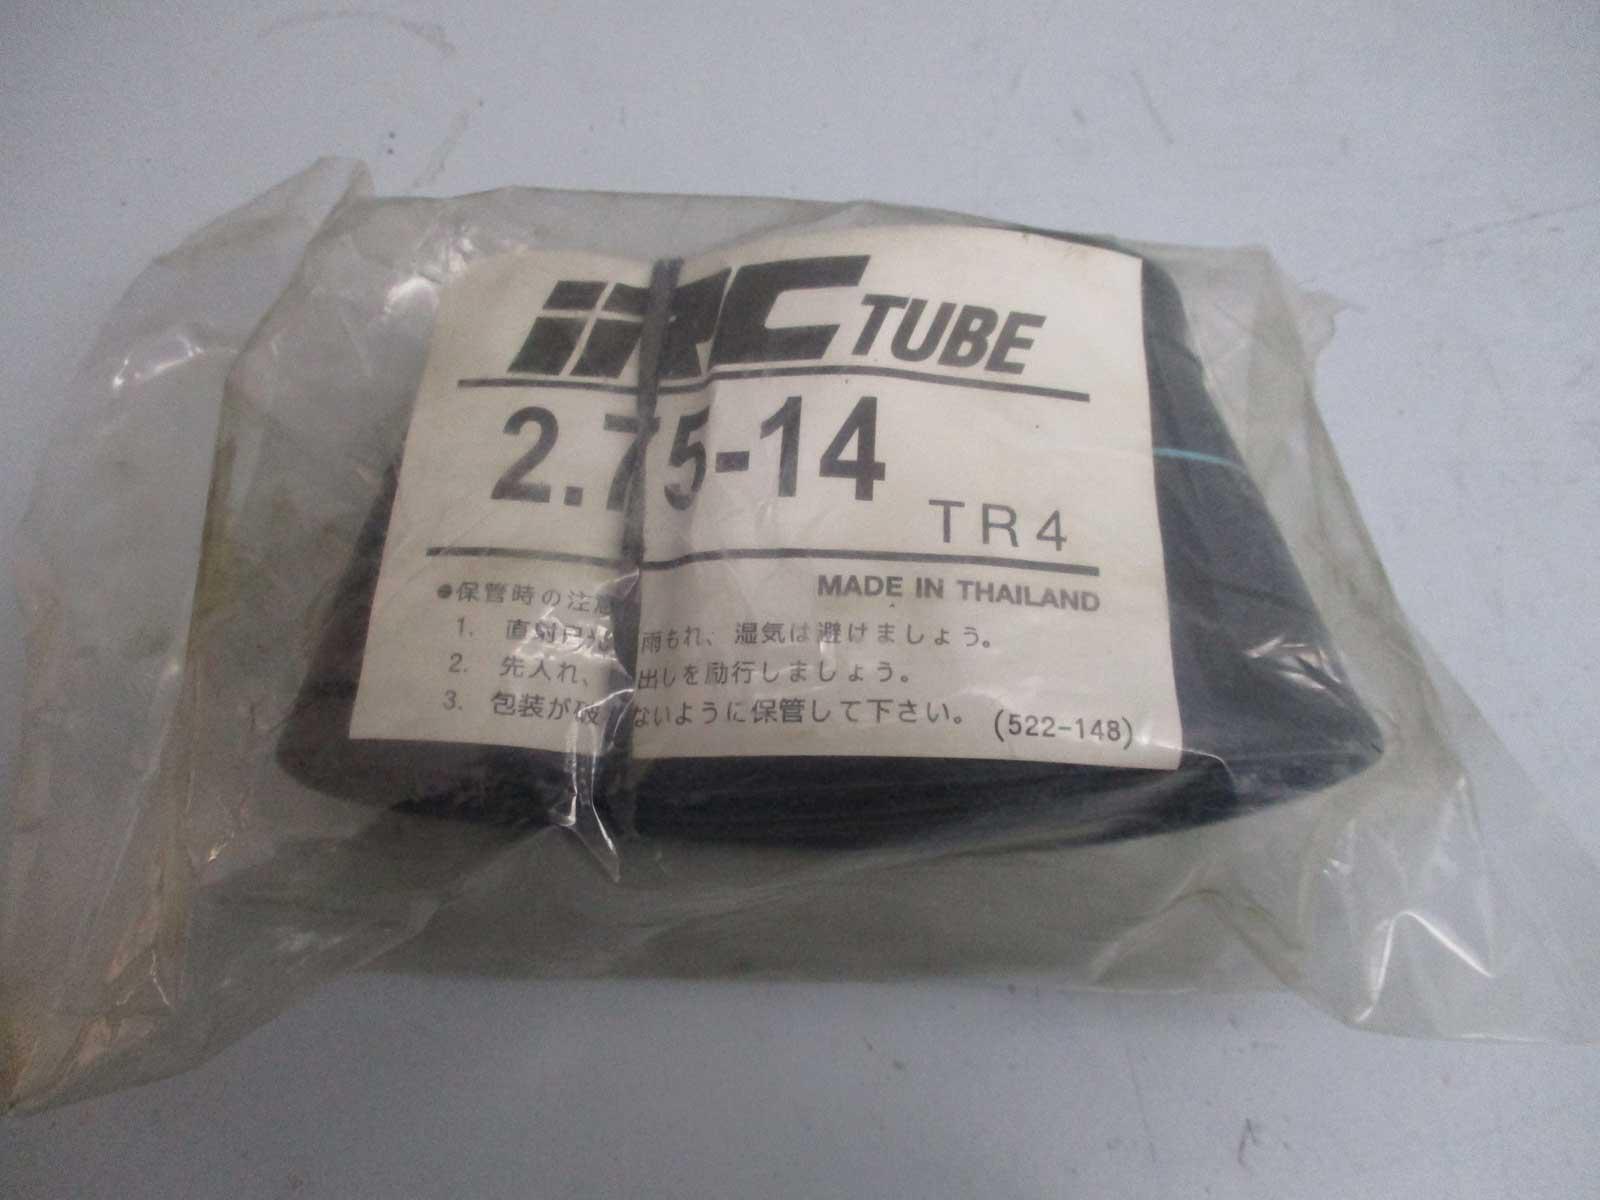 iRC TUBE
2.75-14 TR4
MADE IN THAILAND
●保管時の注意
1. 直射日光 雨もれ、湿気は避けましょう。
2. 先入れ、 出しを励行しましょう。
3. 包装が破 ないように保管して下さい。
(522-148)